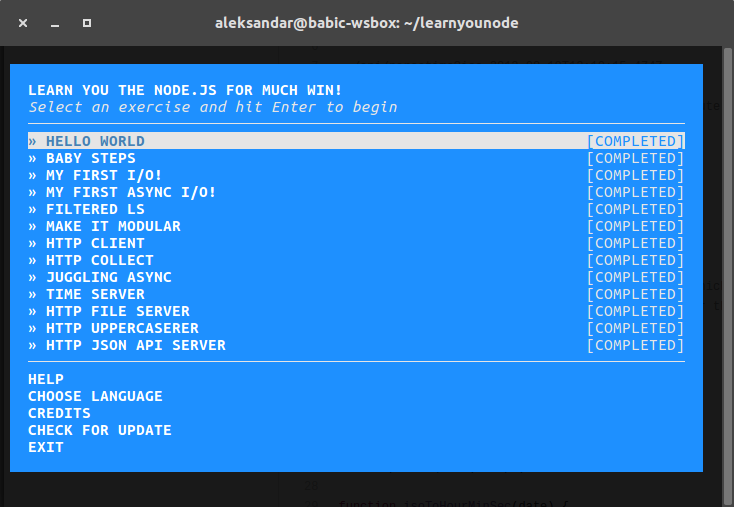 aleksandar@babic-wsbox: ~/learnyounode
LEARN YOU THE NODE.JS FOR MUCH WIN!
Select an exercise and hit Enter to begin
» HELLO WORLD [COMPLETED]
» BABY STEPS [COMPLETED]
» MY FIRST I/O! [COMPLETED]
» MY FIRST ASYNC I/O! [COMPLETED]
» FILTERED LS [COMPLETED]
» MAKE IT MODULAR [COMPLETED]
» HTTP CLIENT [COMPLETED]
» HTTP COLLECT [COMPLETED]
» JUGGLING ASYNC [COMPLETED]
» TIME SERVER [COMPLETED]
» HTTP FILE SERVER [COMPLETED]
» HTTP UPPERCASERER [COMPLETED]
» HTTP JSON API SERVER [COMPLETED]
HELP
CHOOSE LANGUAGE
CREDITS
CHECK FOR UPDATE
EXIT